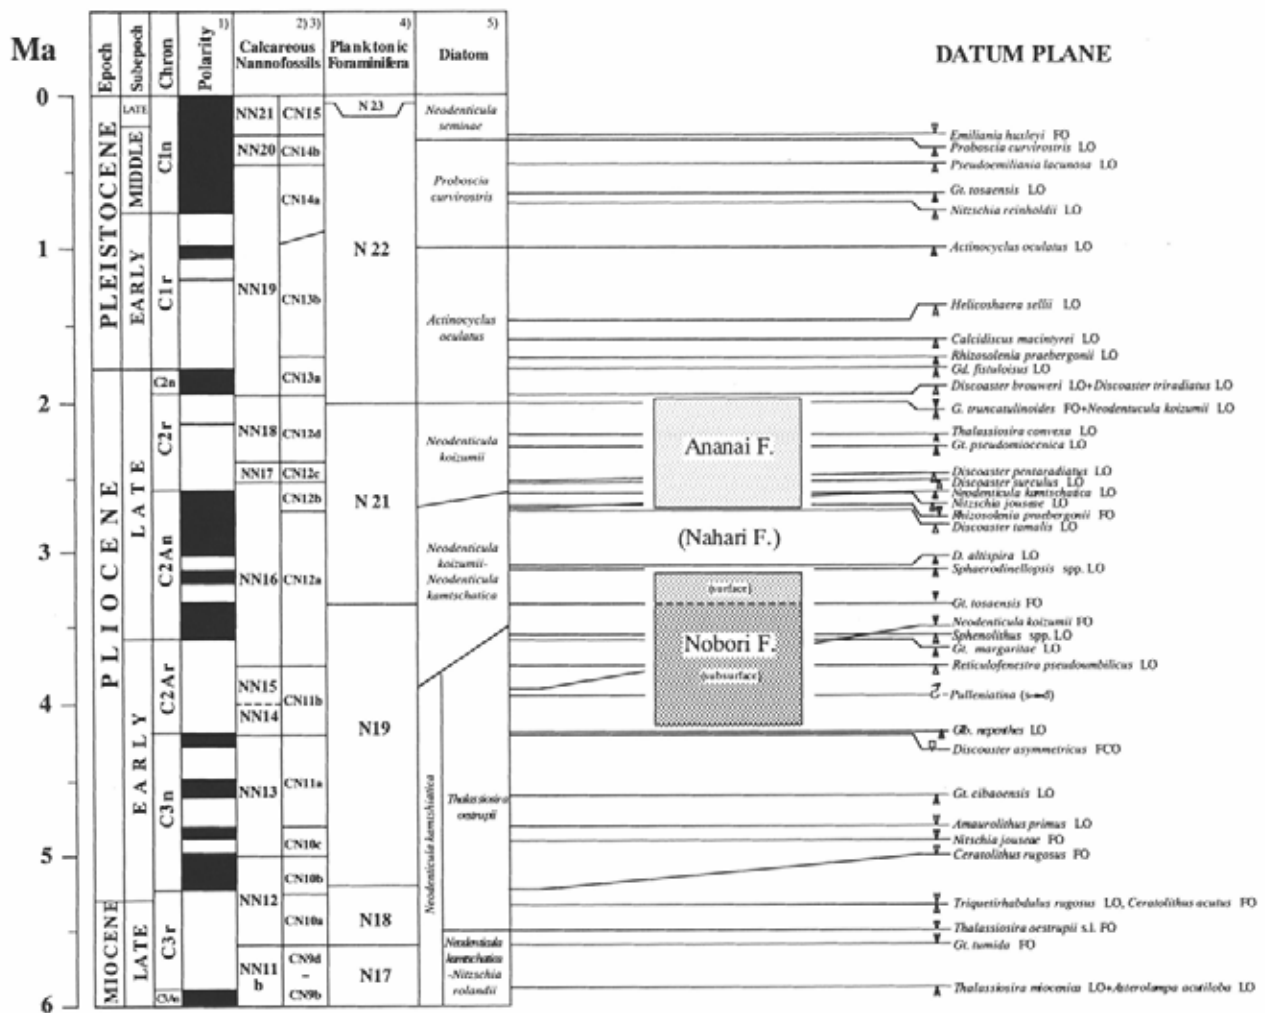 Ma
Epoch
Subepoch
Chron
Polarity
1)
Calcareous
Nannofossils
2) 3)
Planktonic
Foraminifera
4)
Diatom
5)
DATUM PLANE
0
1
2
3
4
5
6
PLEISTOCENE
PLIOCENE
MIOCENE
LATE
MIDDLE
EARLY
LATE
EARLY
LATE
C1n
C1r
C2n
C2r
C2An
C2Ar
C3n
C3r
C3An
NN21
NN20
NN19
NN18
NN17
NN16
NN15
NN14
NN13
NN12
NN11
b
CN15
CN14b
CN14a
CN13b
CN13a
CN12d
CN12c
CN12b
CN12a
CN11b
CN11a
CN10c
CN10b
CN10a
CN9d
–
CN9b
N 23
N 22
N 21
N19
N18
N17
Neodenticula
seminae
Proboscia
curvirostris
Actinocyclus
oculatus
Neodenticula
koizumii
Neodenticula
koizumii-
Neodenticula
kamtschatica
Neodenticula kamtshiatica
Thalassiosira
oestrupii
Neodenticula
kamtschatica
-Nitzschia
rolandii
Ananai F.
(Nahari F.)
(surface)
Nobori F.
(subsurface)
Emiliania huxleyi FO
Proboscia curvirostris LO
Pseudoemiliania lacunosa LO
Gt. tosaensis LO
Nitzschia reinholdii LO
Actinocyclus oculatus LO
Helicoshaera sellii LO
Calcidiscus macintyrei LO
Rhizosolenia praebergonii LO
Gd. fistuloisus LO
Discoaster brouweri LO+Discoaster triradiatus LO
G. truncatulinoides FO+Neodentucula koizumii LO
Thalassiosira convexa LO
Gt. pseudomiocenica LO
Discoaster pentaradiatus LO
Discoaster surculus LO
Neodenticula kamtschatica LO
Nitzschia jouseae LO
Rhizosolenia praebergonii FO
Discoaster tamalis LO
D. altispira LO
Sphaerodinellopsis spp. LO
Gt. tosaensis FO
Neodenticula koizumii FO
Sphenolithus spp. LO
Gt. margaritae LO
Reticulofenestra pseudoumbilicus LO
Pulleniatina
Glb. nepenthes LO
Discoaster asymmetricus FCO
Gt. cibaoensis LO
Amaurolithus primus LO
Nitschia jouseae FO
Ceratolithus rugosus FO
Triquetirhabdulus rugosus LO, Ceratolithus acutus FO
Thalassiosira oestrupii s.l. FO
Gt. tumida FO
Thalassiosira miocenica LO+Asterolampa acutiloba LO